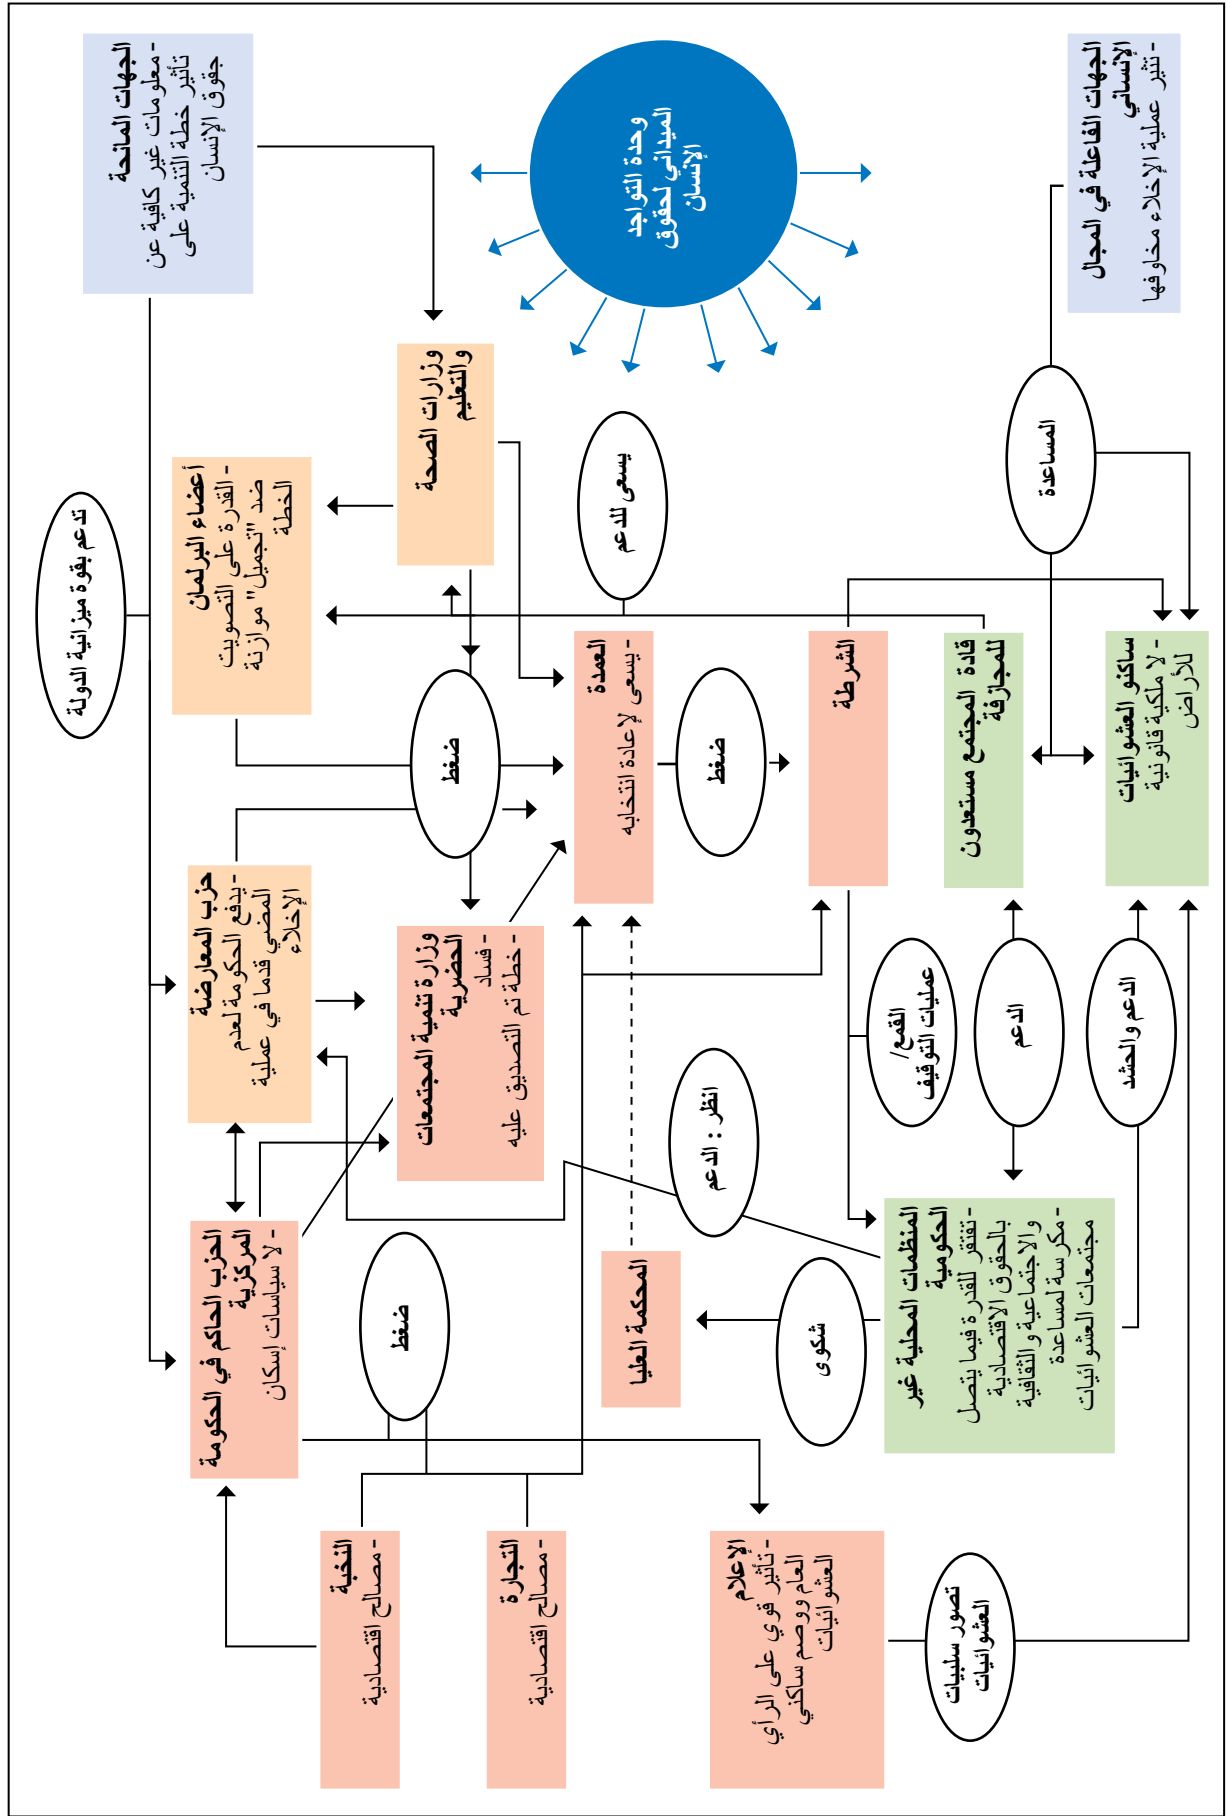 الجهات المانحة
- معلومات غير كافية عن
تأثير خطة التنمية على
حقوق الإنسان
وحدة التواجد
الميداني لحقوق
الإنسان
الجهات الفاعلة في المجال
الإنساني
- تثير عملية الإخلاء مخاوفها
تدعم بقوة ميزانية الدولة
أعضاء البرلمان
- القدرة على التصويت
ضد "تجميل" موازنة
الخطة
وزارات الصحة
والتعليم
يسعى للدعم
المساعدة
ضغط
العمدة
- يسعى لإعادة انتخابه
ضغط
الشرطة
قادة المجتمع مستعدون
للمجازفة
ساكنو العشوائيات
- لا ملكية قانونية
للأراض
حزب المعارضة
- يدفع الحكومة لعدم
المضي قدما في عملية
الإخلاء
وزارة تنمية المجتمعات
الحضرية
- فساد
- خطة تم التصديق عليه
القمع/
عمليات التوقيف
الدعم
الدعم والحشد
انظر : الدعم
الحزب الحاكم في الحكومة
المركزية
- لا سياسات إسكان
ضغط
المحكمة العليا
شكوى
المنظمات المحلية غير
الحكومية
- تفتقر للقدرة فيما يتصل
بالحقوق الاقتصادية
والاجتماعية والثقافية
- مكرسة لمساعدة
مجتمعات العشوائيات
النخبة
- مصالح اقتصادية
التجارة
- مصالح اقتصادية
الإعلام
- تأثير قوي على الرأي
العام ووصم ساكني
العشوائيات
تصور سلبيات
العشوائيات